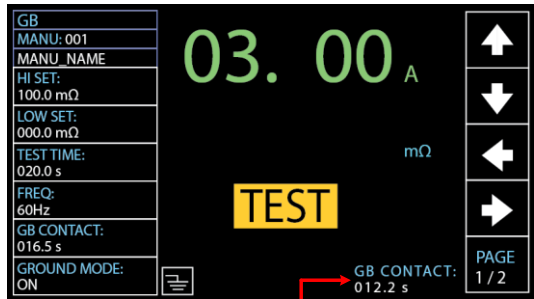 GB
MANU: 001
MANU_NAME
HI SET:
100.0 mΩ
LOW SET:
000.0 mΩ
TEST TIME:
020.0 s
FREQ:
60Hz
GB CONTACT:
016.5 s
GROUND MODE:
ON
03. 00 A
mΩ
TEST
GB CONTACT:
012.2 s
PAGE
1/2